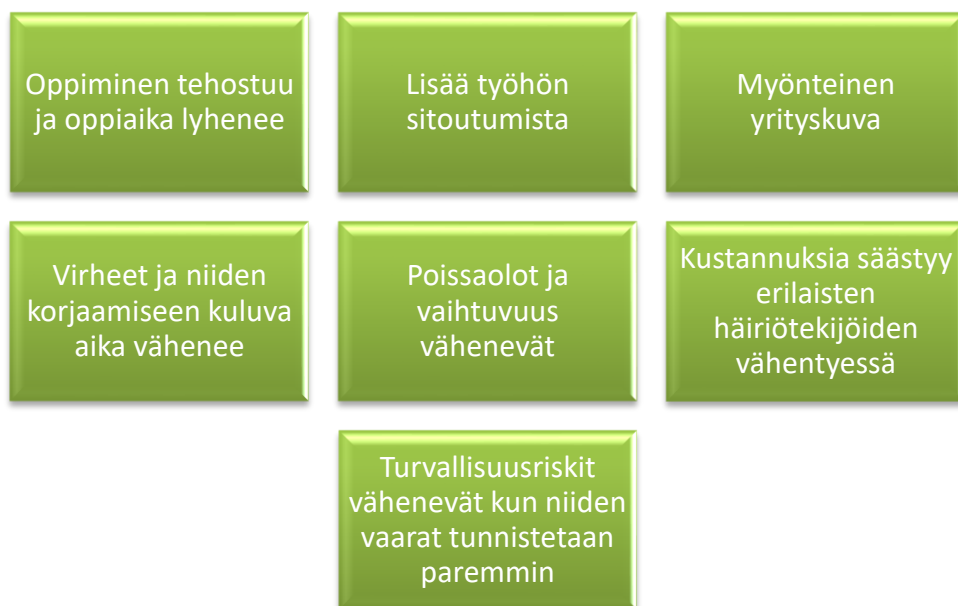 Oppiminen tehostuu
ja oppiaika lyhenee
Lisää työhön
sitoutumista
Myönteinen
yrityskuva
Virheet ja niiden
korjaamiseen kuluva
aika vähenee
Poissaolot ja
vaihtuvuus
vähenevät
Kustannuksia säästyy
erilaisten
häiriötekijöiden
vähentyessä
Turvallisuusriskit
vähenevät kun niiden
vaarat tunnistetaan
paremmin